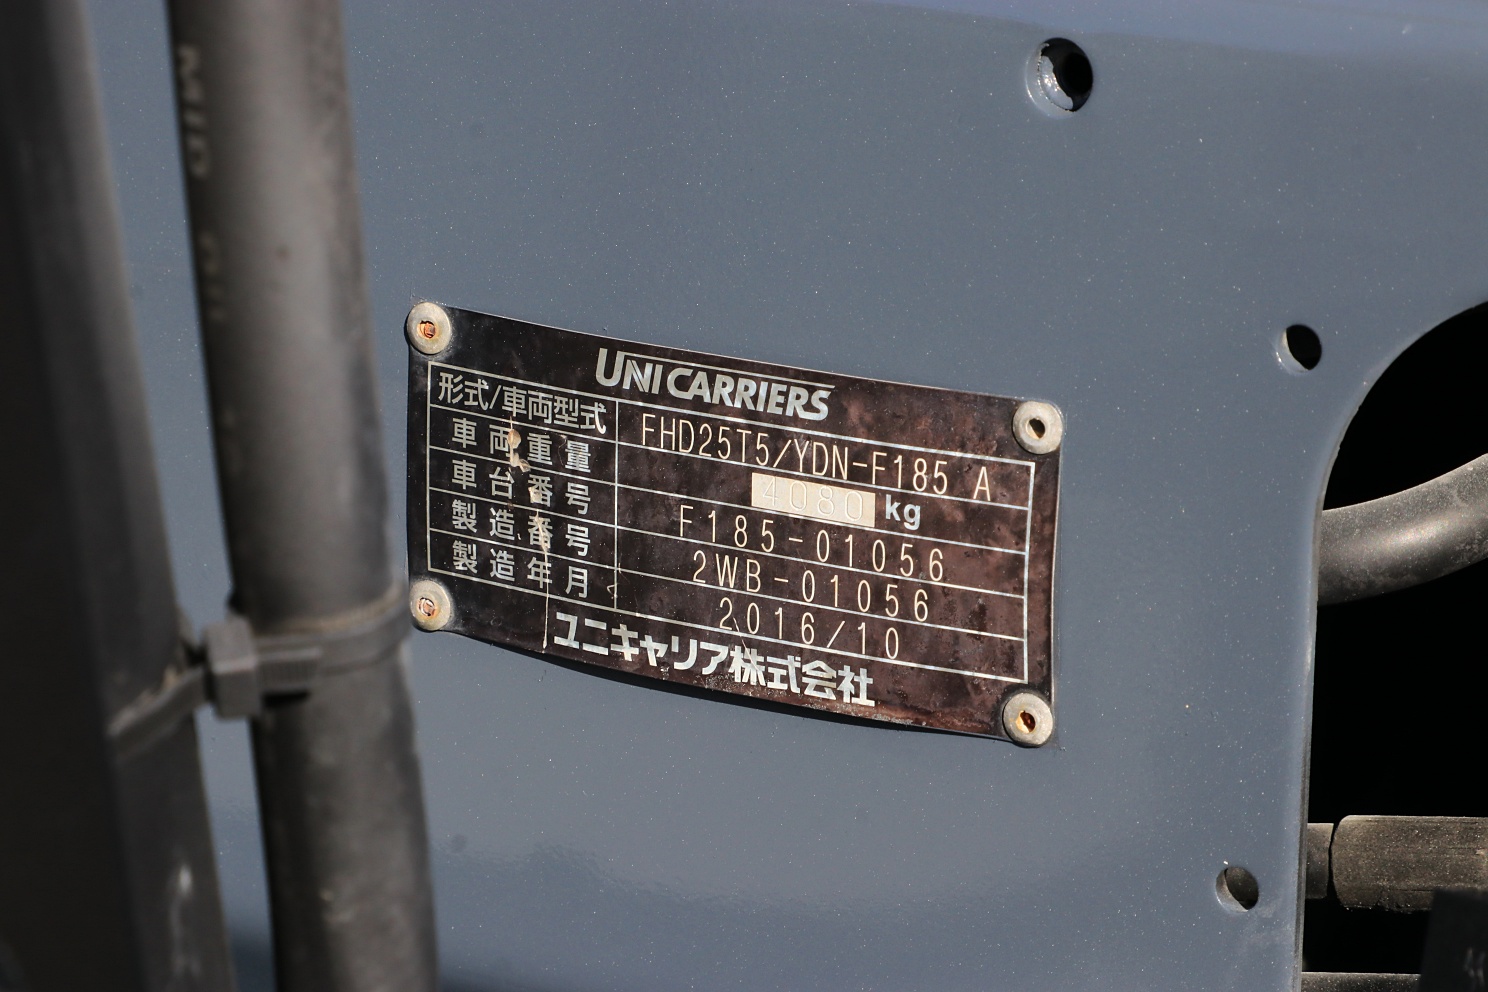 UNICARRIERS
形式/車両型式 FHD25T5/YDN-F185 A
車両重量 4080 kg
車台番号 F185-01056
製造番号 2WB-01056
製造年月 2016/10
ユニキャリア株式会社